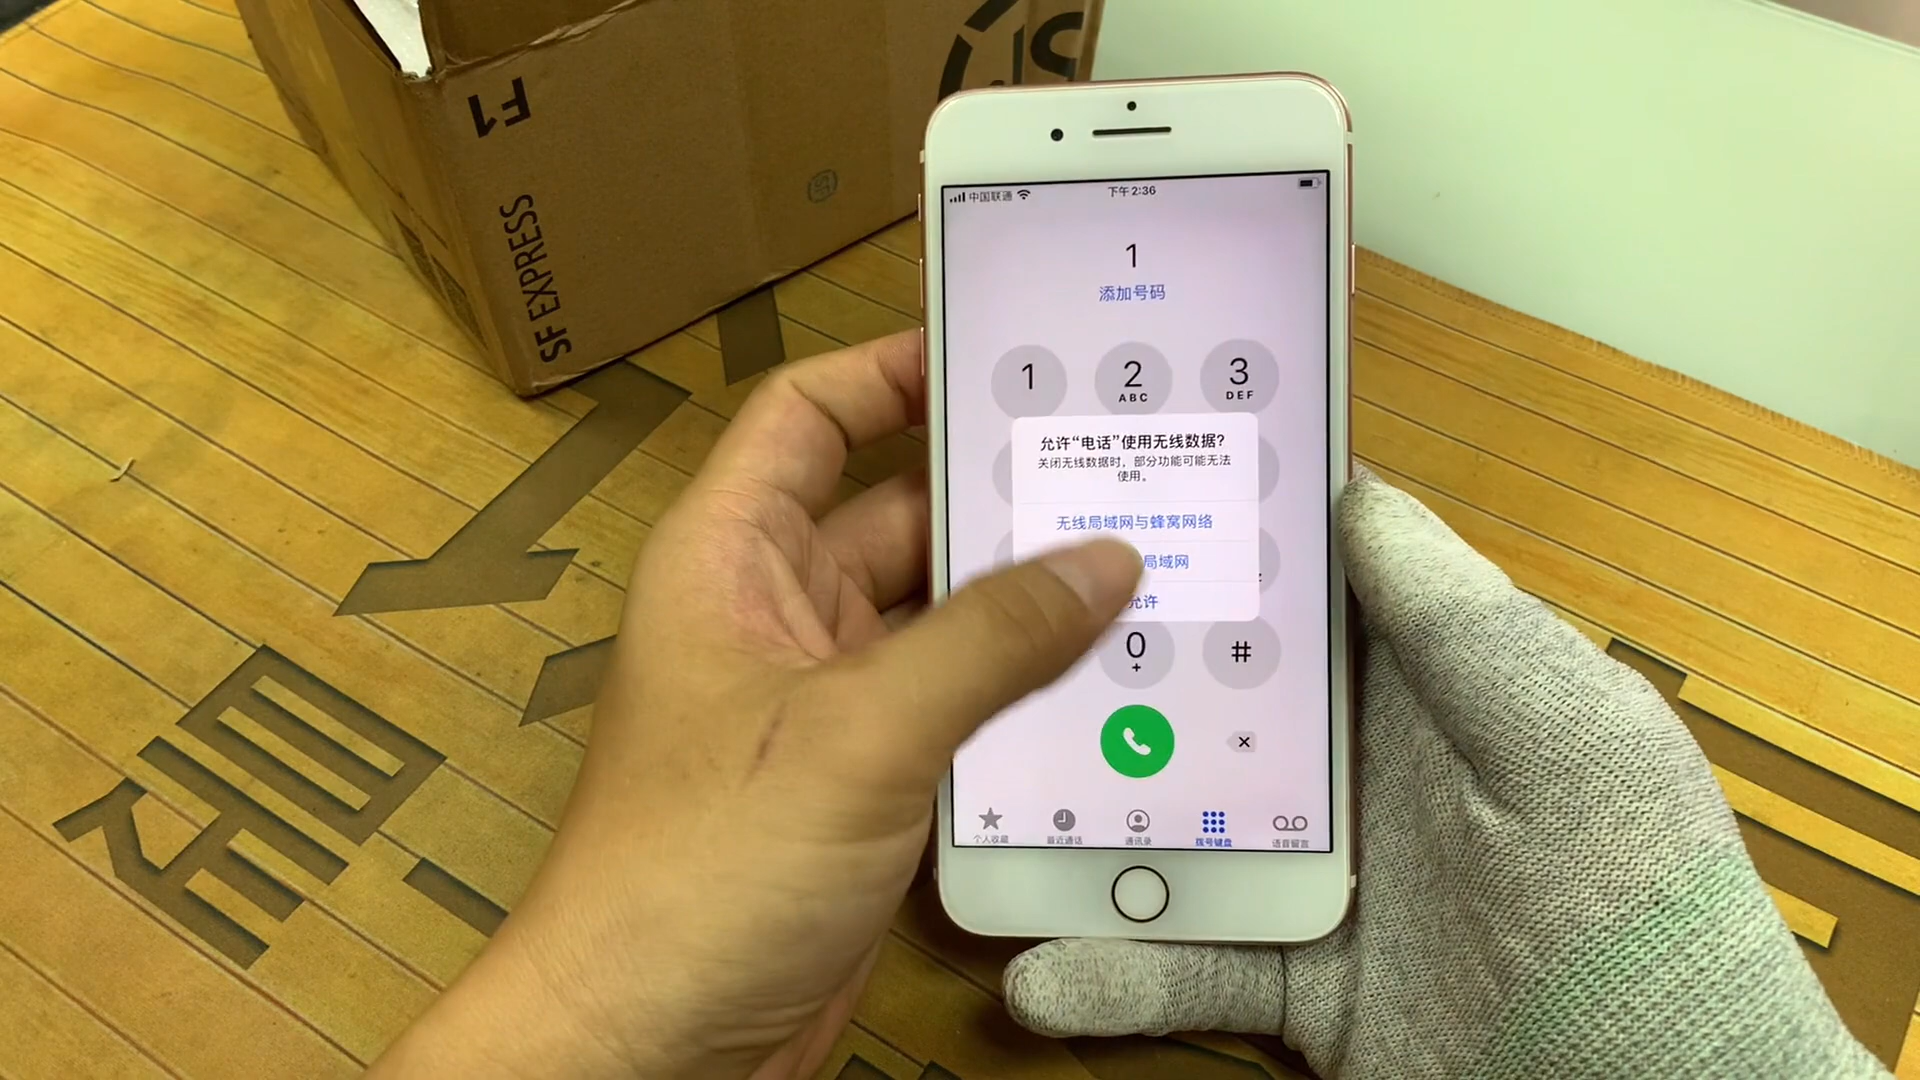 F1
SF EXPRESS
SF
中国联通
下午2:36
1
添加号码
1
2
ABC
3
DEF
允许“电话”使用无线数据?
关闭无线数据时,部分功能可能无法
使用。
无线局域网与蜂窝网络
局域网
允许
0
+
#
个人收藏
最近通话
通讯录
拨号键盘
语音留言